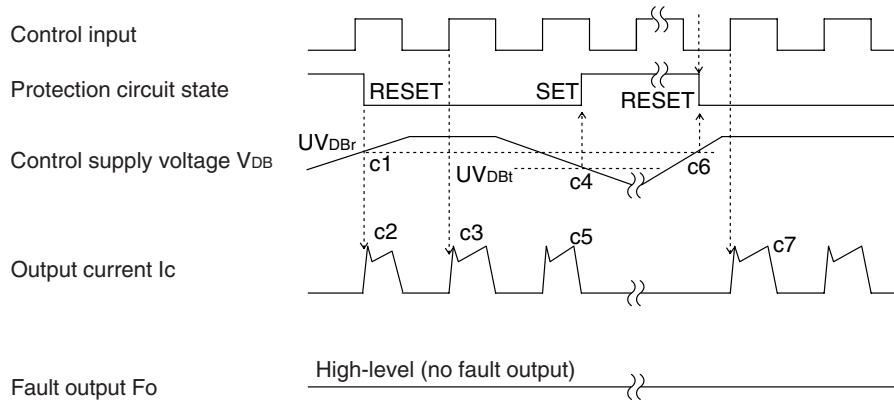 Control input
Protection circuit state
RESET
SET
RESET
Control supply voltage VDB
UVDBr
c1
UVDBt
c4
c6
Output current Ic
c2
c3
c5
c7
Fault output Fo
High-level (no fault output)